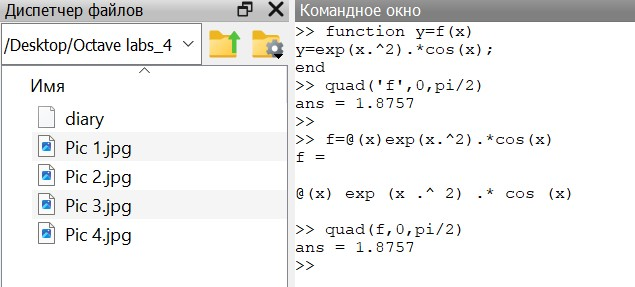 Диспетчер файлов
/Desktop/Octave labs_4
Имя
diary
Pic 1.jpg
Pic 2.jpg
Pic 3.jpg
Pic 4.jpg
Командное окно
>> function y=f(x)
y=exp(x.^2).*cos(x);
end
>> quad('f',0,pi/2)
ans = 1.8757
>>
>> f=@(x)exp(x.^2).*cos(x)
f =
@(x) exp (x .^ 2) .* cos (x)
>> quad(f,0,pi/2)
ans = 1.8757
>>